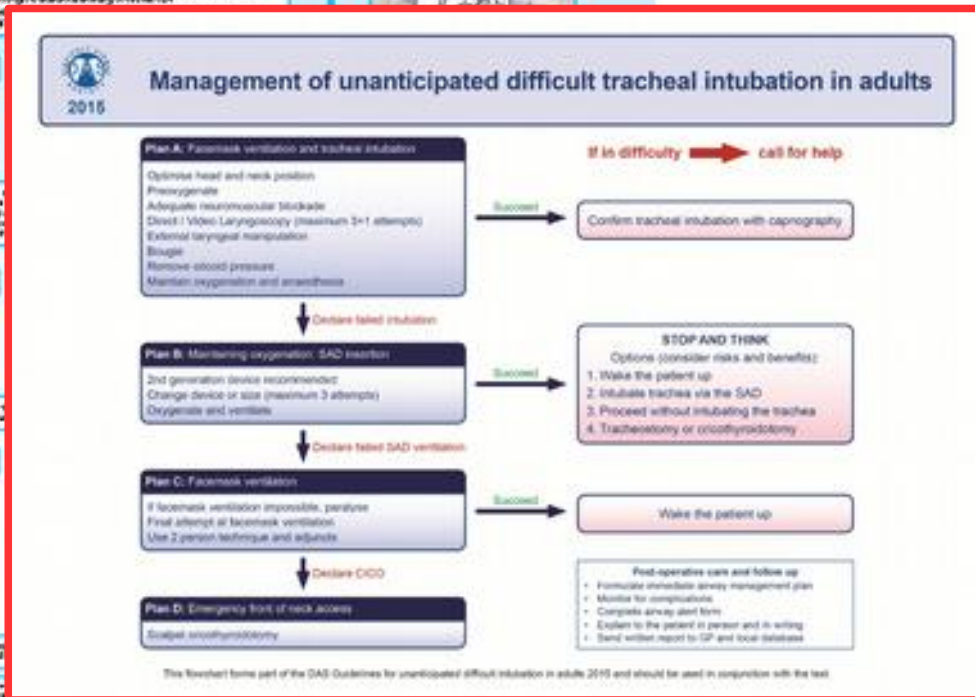 2015
Management of unanticipated difficult tracheal intubation in adults
Plan A: Facemask ventilation and tracheal intubation
Optimise head and neck position
Preoxygenate
Adequate neuromuscular blockade
Direct / Video Laryngoscopy (maximum 3+1 attempts)
External laryngeal manipulation
Bougie
Remove cricoid pressure
Maintain oxygenation and anaesthesia
If in difficulty call for help
Succeed
Confirm tracheal intubation with capnography
Declare failed intubation
Plan B: Maintaining oxygenation: SAD insertion
2nd generation device recommended
Change device or size (maximum 3 attempts)
Oxygenate and ventilate
Succeed
STOP AND THINK
Options (consider risks and benefits):
1. Wake the patient up
2. Intubate trachea via the SAD
3. Proceed without intubating the trachea
4. Tracheostomy or cricothyroidotomy
Declare failed SAD ventilation
Plan C: Facemask ventilation
If facemask ventilation impossible, paralyse
Final attempt at facemask ventilation
Use 2 person technique and adjuncts
Succeed
Wake the patient up
Declare CICO
Plan D: Emergency front of neck access
Scalpel cricothyroidotomy
Post-operative care and follow up
• Formulate immediate airway management plan
• Monitor for complications
• Complete airway alert form
• Explain to the patient in person and in writing
• Send written report to GP and local database
This flowchart forms part of the DAS Guidelines for unanticipated difficult intubation in adults 2015 and should be used in conjunction with the text.